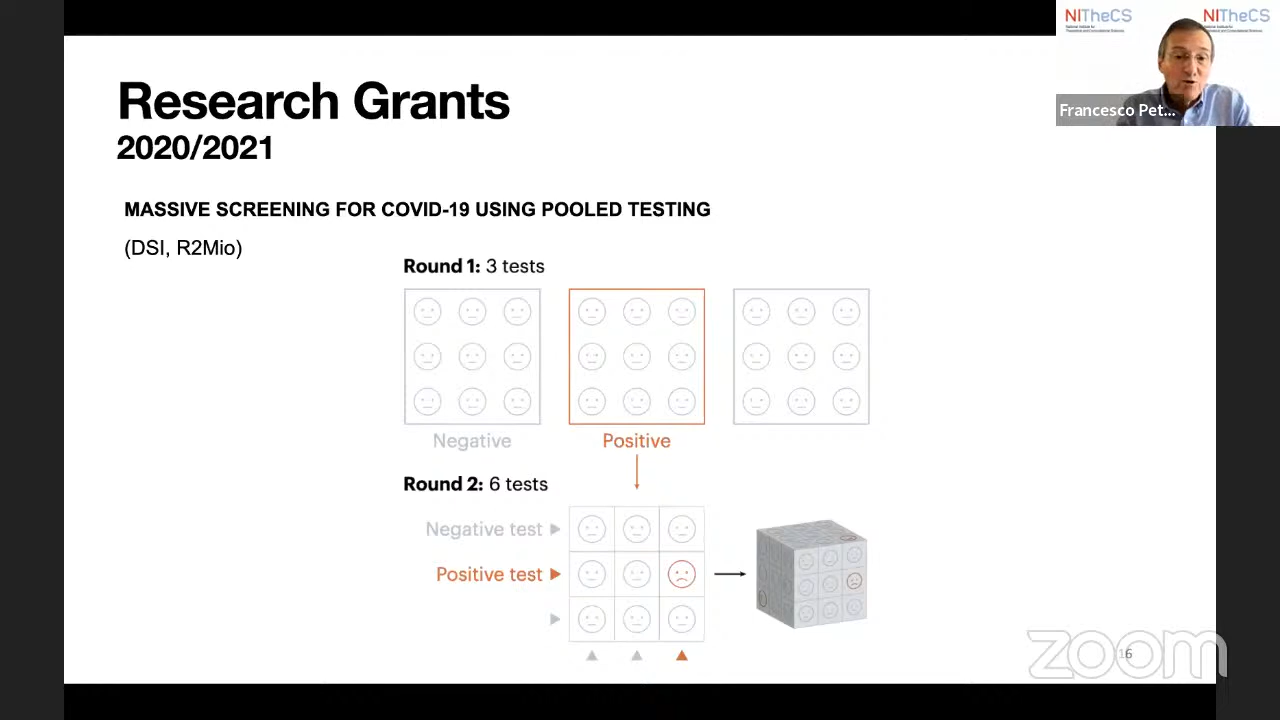 Research Grants
2020/2021
MASSIVE SCREENING FOR COVID-19 USING POOLED TESTING
(DSI, R2Mio)
Round 1: 3 tests
Negative
Positive
Round 2: 6 tests
Negative test
Positive test
16
zoom
NITheCS
NITheCS
Francesco Pet...